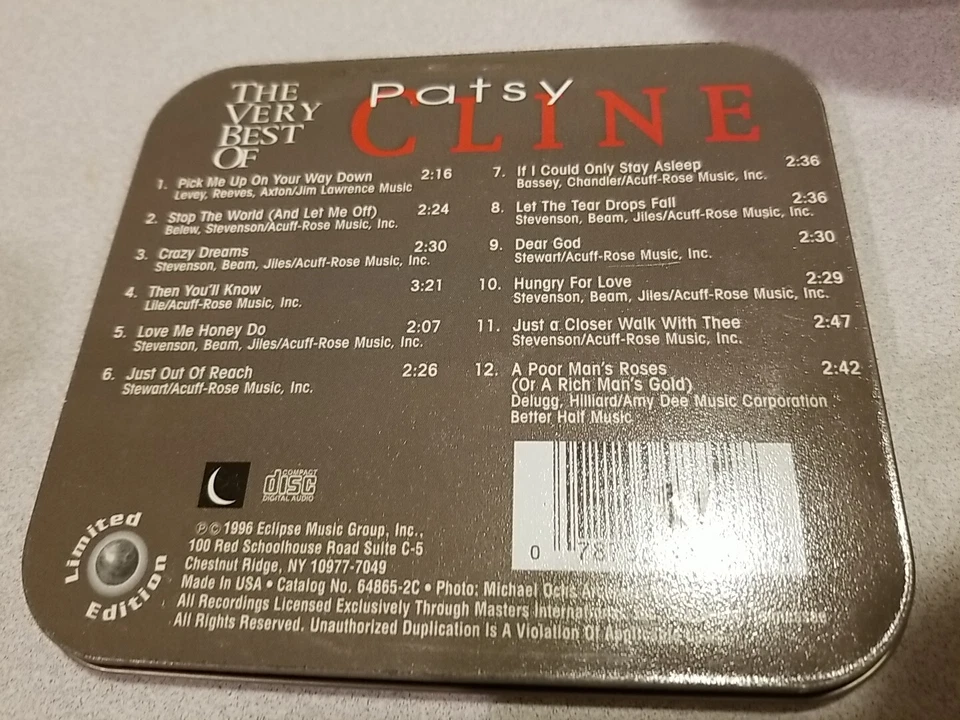 THE
VERY
BEST
OF
Patsy
CLINE
1. Pick Me Up On Your Way Down 2:16
Levey, Reeves, Axton/Jim Lawrence Music
2. Stop The World (And Let Me Off) 2:24
Belew, Stevenson/Acuff-Rose Music, Inc.
3. Crazy Dreams 2:30
Stevenson, Beam, Jiles/Acuff-Rose Music, Inc.
4. Then You'll Know 3:21
Lile/Acuff-Rose Music, Inc.
5. Love Me Honey Do 2:07
Stevenson, Beam, Jiles/Acuff-Rose Music, Inc.
6. Just Out Of Reach 2:26
Stewart/Acuff-Rose Music, Inc.
7. If I Could Only Stay Asleep 2:36
Bassey, Chandler/Acuff-Rose Music, Inc.
8. Let The Tear Drops Fall 2:36
Stevenson, Beam, Jiles/Acuff-Rose Music, Inc.
9. Dear God 2:30
Stewart/Acuff-Rose Music, Inc.
10. Hungry For Love 2:29
Stevenson, Beam, Jiles/Acuff-Rose Music, Inc.
11. Just a Closer Walk With Thee 2:47
Stevenson/Acuff-Rose Music, Inc.
12. A Poor Man's Roses 2:42
(Or A Rich Man's Gold)
Delugg, Hilliard/Amy Dee Music Corporation
Better Half Music
COMPACT
disc
DIGITAL AUDIO
Limited
Edition
℗© 1996 Eclipse Music Group, Inc.,
100 Red Schoolhouse Road Suite C-5
Chestnut Ridge, NY 10977-7049
Made In USA • Catalog No. 64865-2C • Photo: Michael Ochs
All Recordings Licensed Exclusively Through Masters International
All Rights Reserved. Unauthorized Duplication Is A Violation Of Applicable
0